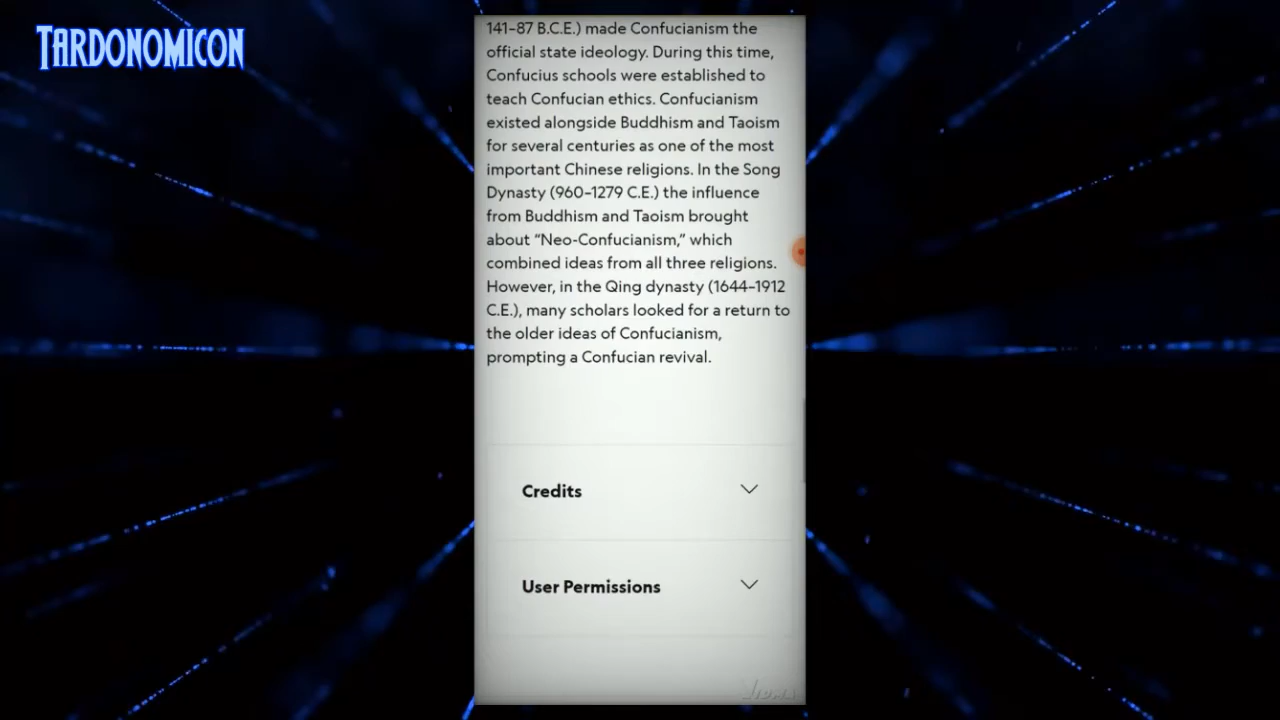 TARDONOMICON
141–87 B.C.E.) made Confucianism the
official state ideology. During this time,
Confucius schools were established to
teach Confucian ethics. Confucianism
existed alongside Buddhism and Taoism
for several centuries as one of the most
important Chinese religions. In the Song
Dynasty (960–1279 C.E.) the influence
from Buddhism and Taoism brought
about “Neo-Confucianism,” which
combined ideas from all three religions.
However, in the Qing dynasty (1644–1912
C.E.), many scholars looked for a return to
the older ideas of Confucianism,
prompting a Confucian revival.
Credits
User Permissions